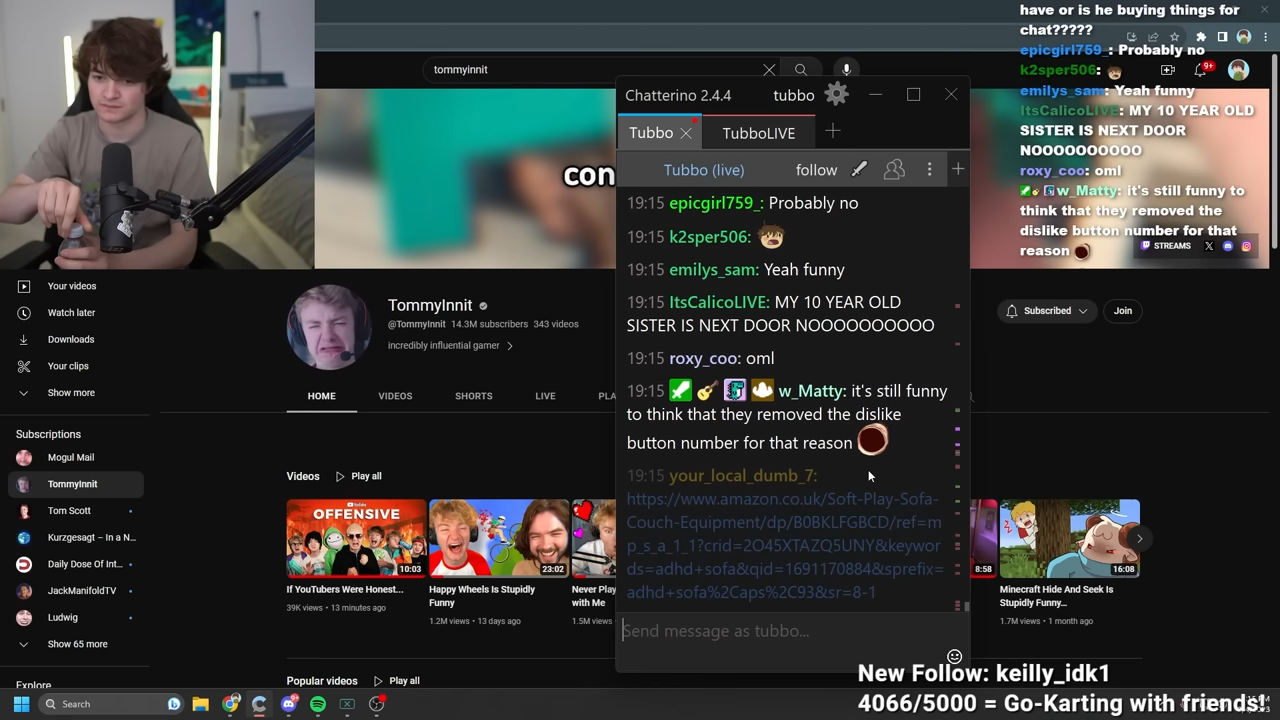 have or is he buying things for
chat?????
epicgirl759_: Probably no
k2sper506:
emilys_sam: Yeah funny
ItsCalicoLIVE: MY 10 YEAR OLD
SISTER IS NEXT DOOR
NOOOOOOOOOO
roxy_coo: oml
w_Matty: it's still funny to
think that they removed the
dislike button number for that
reason
STREAMS
9+
tommyinnit
con
Chatterino 2.4.4
tubbo
Tubbo
TubboLIVE
Tubbo (live)
follow
19:15 epicgirl759_: Probably no
19:15 k2sper506:
19:15 emilys_sam: Yeah funny
19:15 ItsCalicoLIVE: MY 10 YEAR OLD
SISTER IS NEXT DOOR NOOOOOOOOOO
19:15 roxy_coo: oml
19:15 w_Matty: it's still funny
to think that they removed the dislike
button number for that reason
19:15 your_local_dumb_7:
https://www.amazon.co.uk/Soft-Play-Sofa-
Couch-Equipment/dp/B0BKLFGBCD/ref=m
p_s_a_1_1?crid=2O45XTAZQ5UNY&keywor
ds=adhd+sofa&qid=1691170884&sprefix=
adhd+sofa%2Caps%2C93&sr=8-1
Send message as tubbo...
Your videos
Watch later
Downloads
Your clips
Show more
Subscriptions
Mogul Mail
TommyInnit
Tom Scott
Kurzgesagt – In a N...
Daily Dose Of Int...
JackManifoldTV
Ludwig
Show 65 more
Explore
TommyInnit
@TommyInnit 14.3M subscribers 343 videos
incredibly influential gamer
Subscribed
Join
HOME
VIDEOS
SHORTS
LIVE
PLA
Videos
Play all
OFFENSIVE
10:03
23:02
8:58
16:08
If YouTubers Were Honest...
39K views • 13 minutes ago
Happy Wheels Is Stupidly
Funny
1.2M views • 13 days ago
Never Play
with Me
1.5M views
Minecraft Hide And Seek Is
Stupidly Funny...
1.7M views • 1 month ago
Popular videos
Play all
New Follow: keilly_idk1
4066/5000 = Go-Karting with friends!
Search